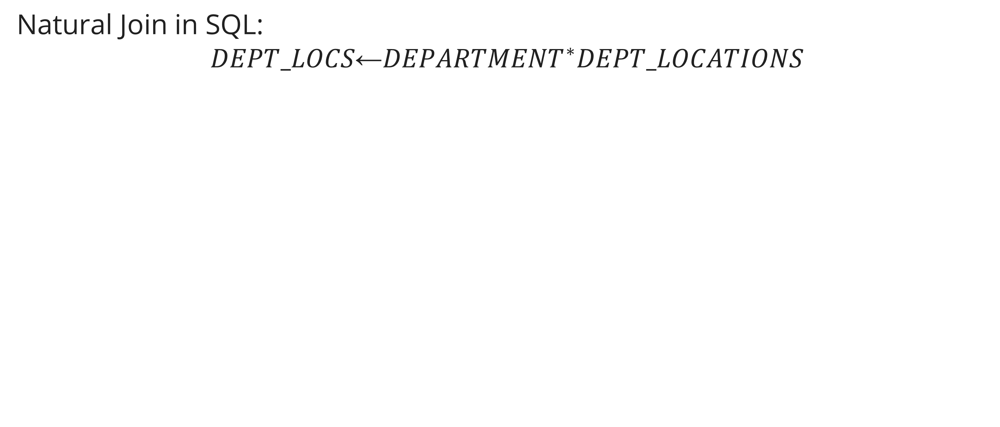 Natural Join in SQL:
DEPT_LOCS←DEPARTMENT*DEPT_LOCATIONS